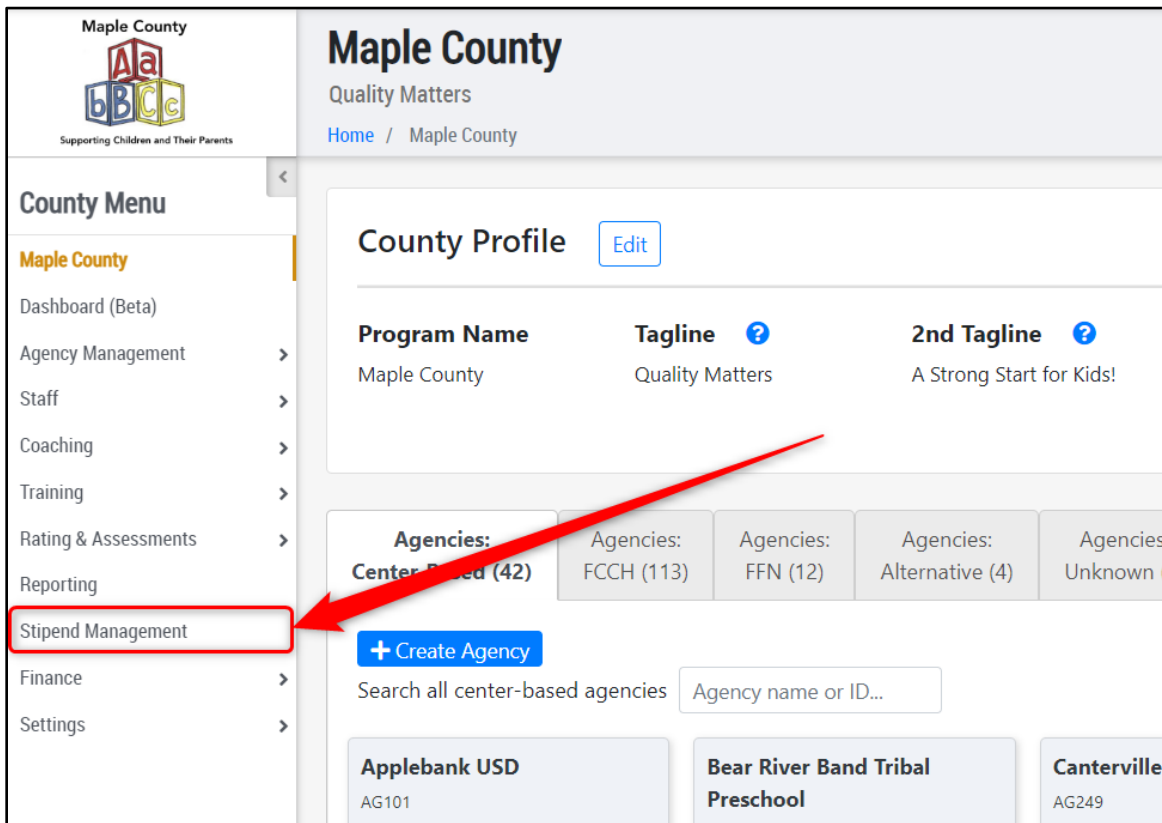 Maple County
Aa
bBCc
Supporting Children and Their Parents
County Menu
Maple County
Dashboard (Beta)
Agency Management
Staff
Coaching
Training
Rating & Assessments
Reporting
Stipend Management
Finance
Settings
Maple County
Quality Matters
Home / Maple County
County Profile Edit
Program Name Tagline ? 2nd Tagline ?
Maple County Quality Matters A Strong Start for Kids!
Agencies: Agencies: Agencies: Agencies: Agencies
Center-Based (42) FCCH (113) FFN (12) Alternative (4) Unknown
+ Create Agency
Search all center-based agencies Agency name or ID...
Applebank USD Bear River Band Tribal Canterville
AG101 Preschool AG249